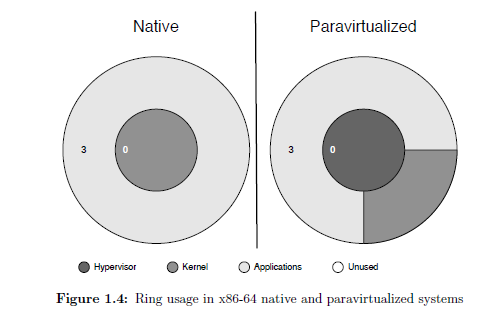 Native
Paravirtualized
3
0
3
0
Hypervisor
Kernel
Applications
Unused
Figure 1.4: Ring usage in x86-64 native and paravirtualized systems